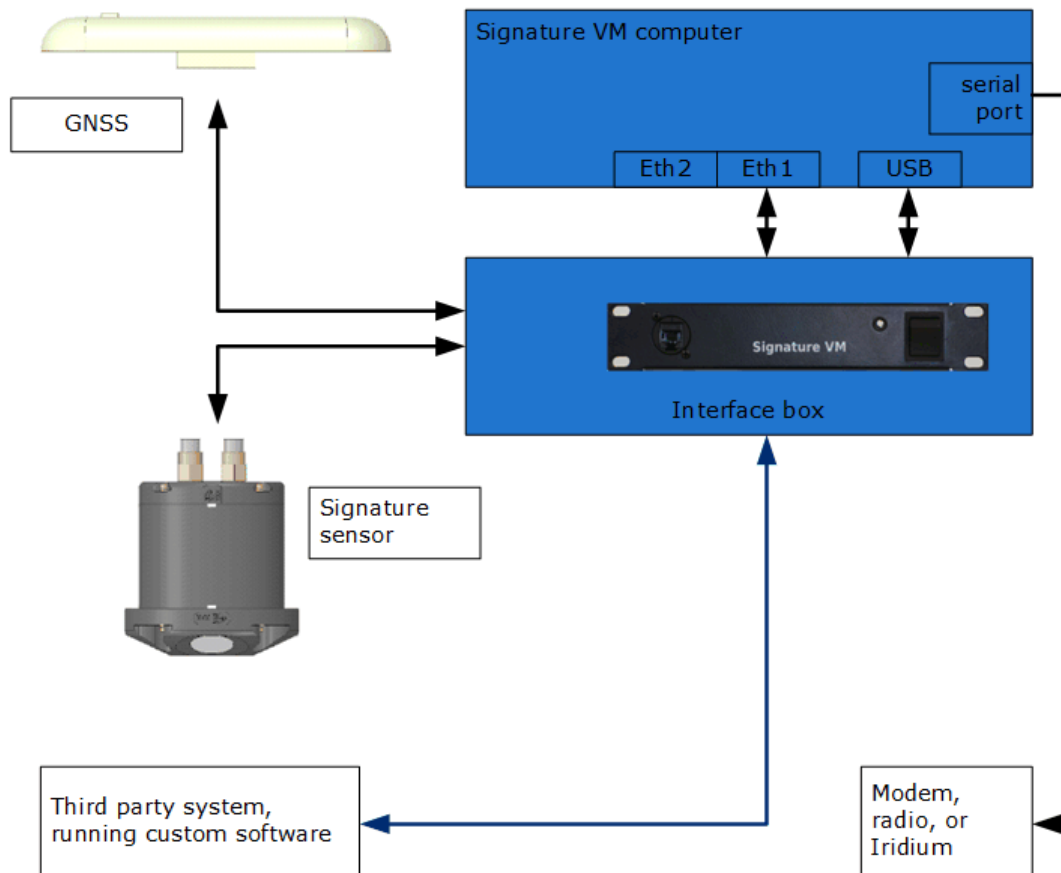 Signature VM computer
serial
port
GNSS
Eth2
Eth1
USB
Signature VM
Interface box
Signature
sensor
Third party system,
running custom software
Modem,
radio, or
Iridium